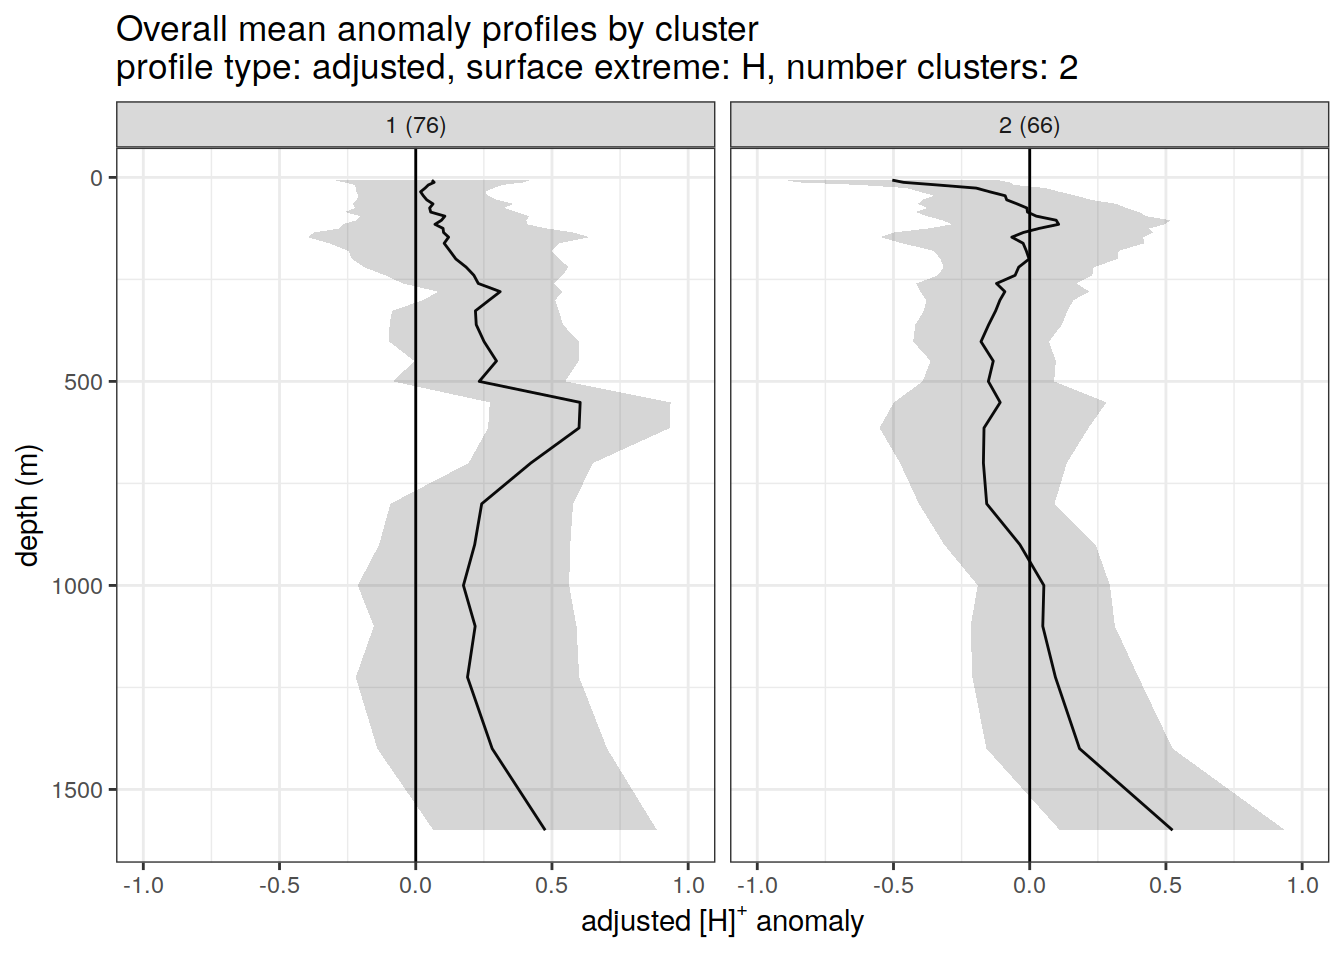 Overall mean anomaly profiles by cluster
profile type: adjusted, surface extreme: H, number clusters: 2
1 (76)
2 (66)
0
500
1000
1500
depth (m)
-1.0 -0.5 0.0 0.5 1.0
-1.0 -0.5 0.0 0.5 1.0
adjusted [H]⁺ anomaly